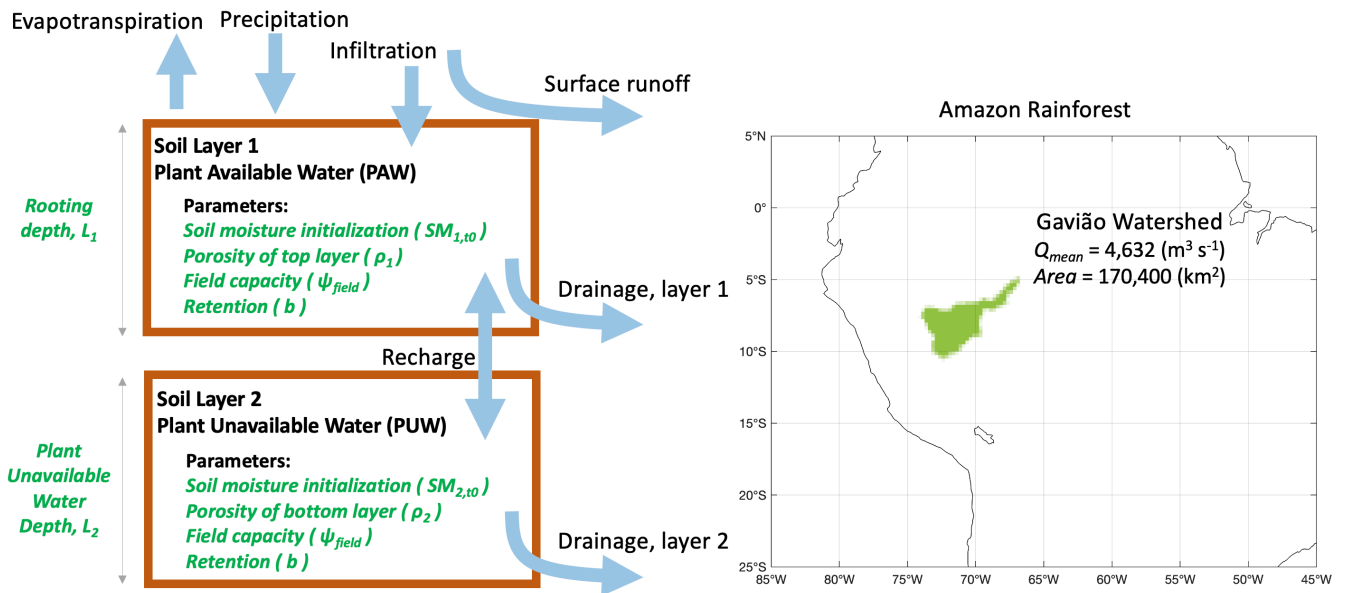 Evapotranspiration
Precipitation
Infiltration
Surface runoff
Soil Layer 1
Plant Available Water (PAW)
Parameters:
Soil moisture initialization ( SM1,t0 )
Porosity of top layer ( ρ1 )
Field capacity ( ψfield )
Retention ( b )
Rooting
depth, L1
Drainage, layer 1
Recharge
Soil Layer 2
Plant Unavailable Water (PUW)
Parameters:
Soil moisture initialization ( SM2,t0 )
Porosity of bottom layer ( ρ2 )
Field capacity ( ψfield )
Retention ( b )
Plant
Unavailable
Water
Depth, L2
Drainage, layer 2
Amazon Rainforest
5°N
0°
5°S
10°S
15°S
20°S
25°S
85°W 80°W 75°W 70°W 65°W 60°W 55°W 50°W 45°W
Gavião Watershed
Qmean = 4,632 (m³ s⁻¹)
Area = 170,400 (km²)